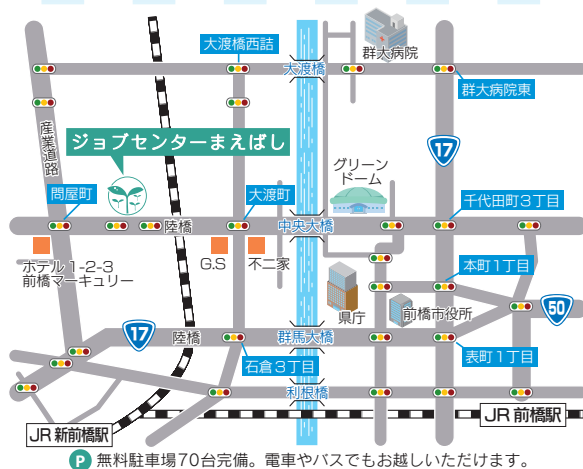 大渡橋西詰
群大病院
大渡橋
群大病院東
産業道路
ジョブセンターまえばし
17
グリーン
ドーム
問屋町
大渡町
千代田町3丁目
陸橋
中央大橋
ホテル1-2-3
前橋マーキュリー
G.S
不二家
本町1丁目
県庁
前橋市役所
50
17
陸橋
群馬大橋
石倉3丁目
表町1丁目
利根橋
JR 新前橋駅
JR 前橋駅
P 無料駐車場70台完備。電車やバスでもお越しいただけます。